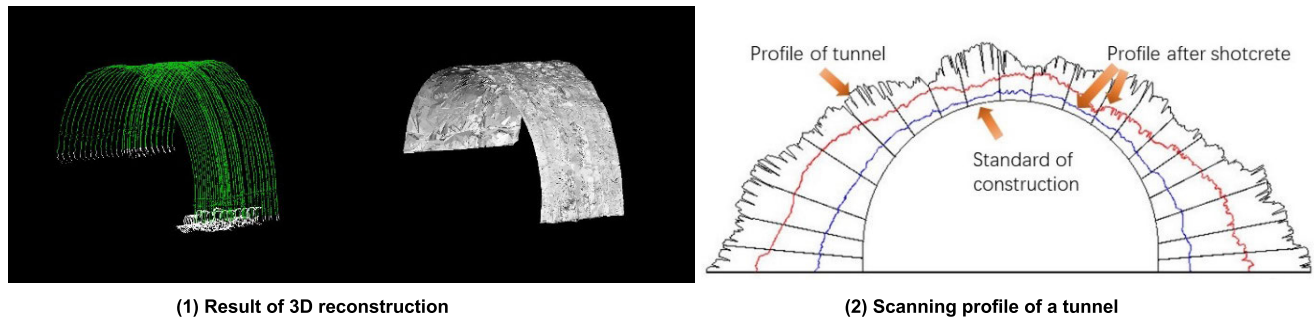 Profile of tunnel
Profile after shotcrete
Standard of
construction
(1) Result of 3D reconstruction
(2) Scanning profile of a tunnel